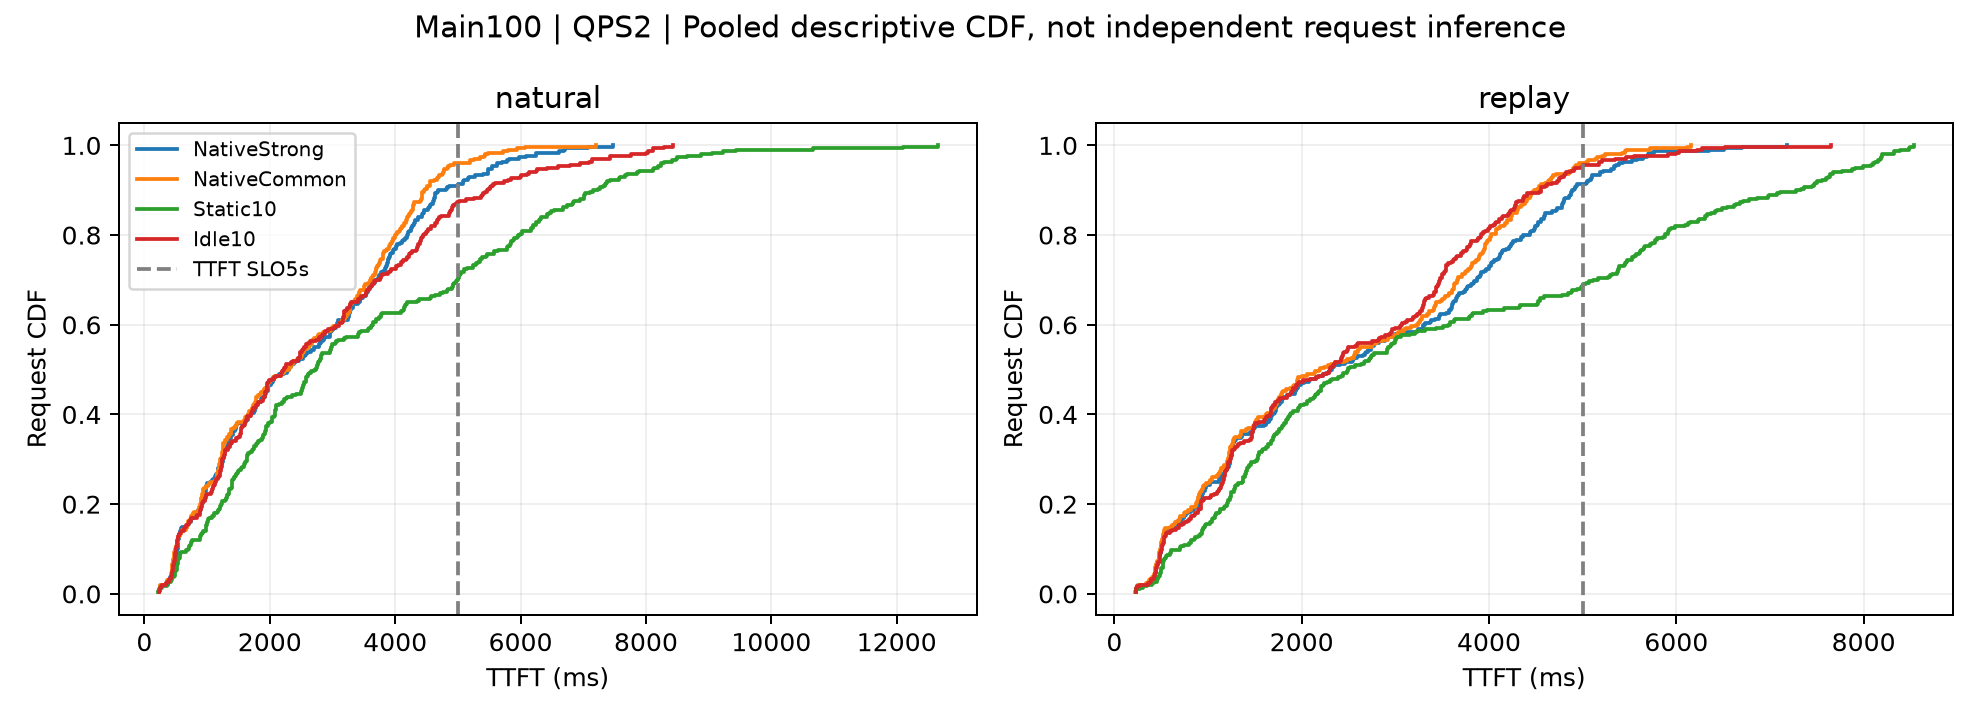 Main100 | QPS2 | Pooled descriptive CDF, not independent request inference
natural
Request CDF
1.0
0.8
0.6
0.4
0.2
0.0
NativeStrong
NativeCommon
Static10
Idle10
TTFT SLO5s
0 2000 4000 6000 8000 10000 12000
TTFT (ms)
replay
Request CDF
1.0
0.8
0.6
0.4
0.2
0.0
0 2000 4000 6000 8000
TTFT (ms)